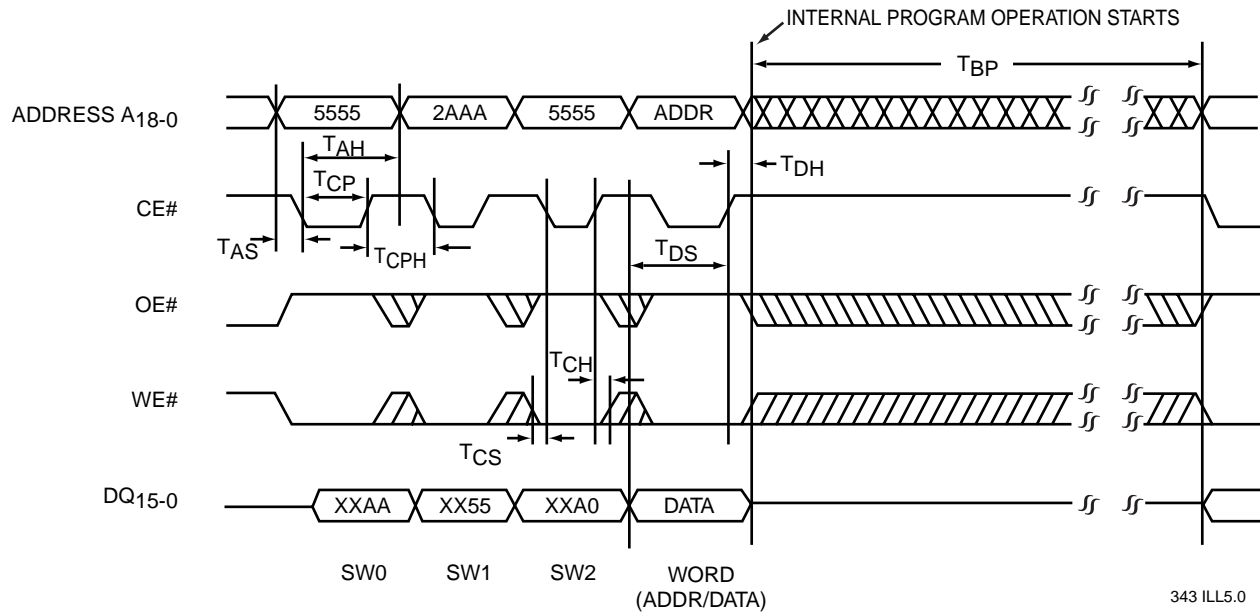 INTERNAL PROGRAM OPERATION STARTS
TBP
ADDRESS A18-0
5555
2AAA
5555
ADDR
TAH
TDH
TCP
CE#
TAS
TCPH
TDS
OE#
TCH
WE#
TCS
DQ15-0
XXAA
XX55
XXA0
DATA
SW0
SW1
SW2
WORD
(ADDR/DATA)
343 ILL5.0